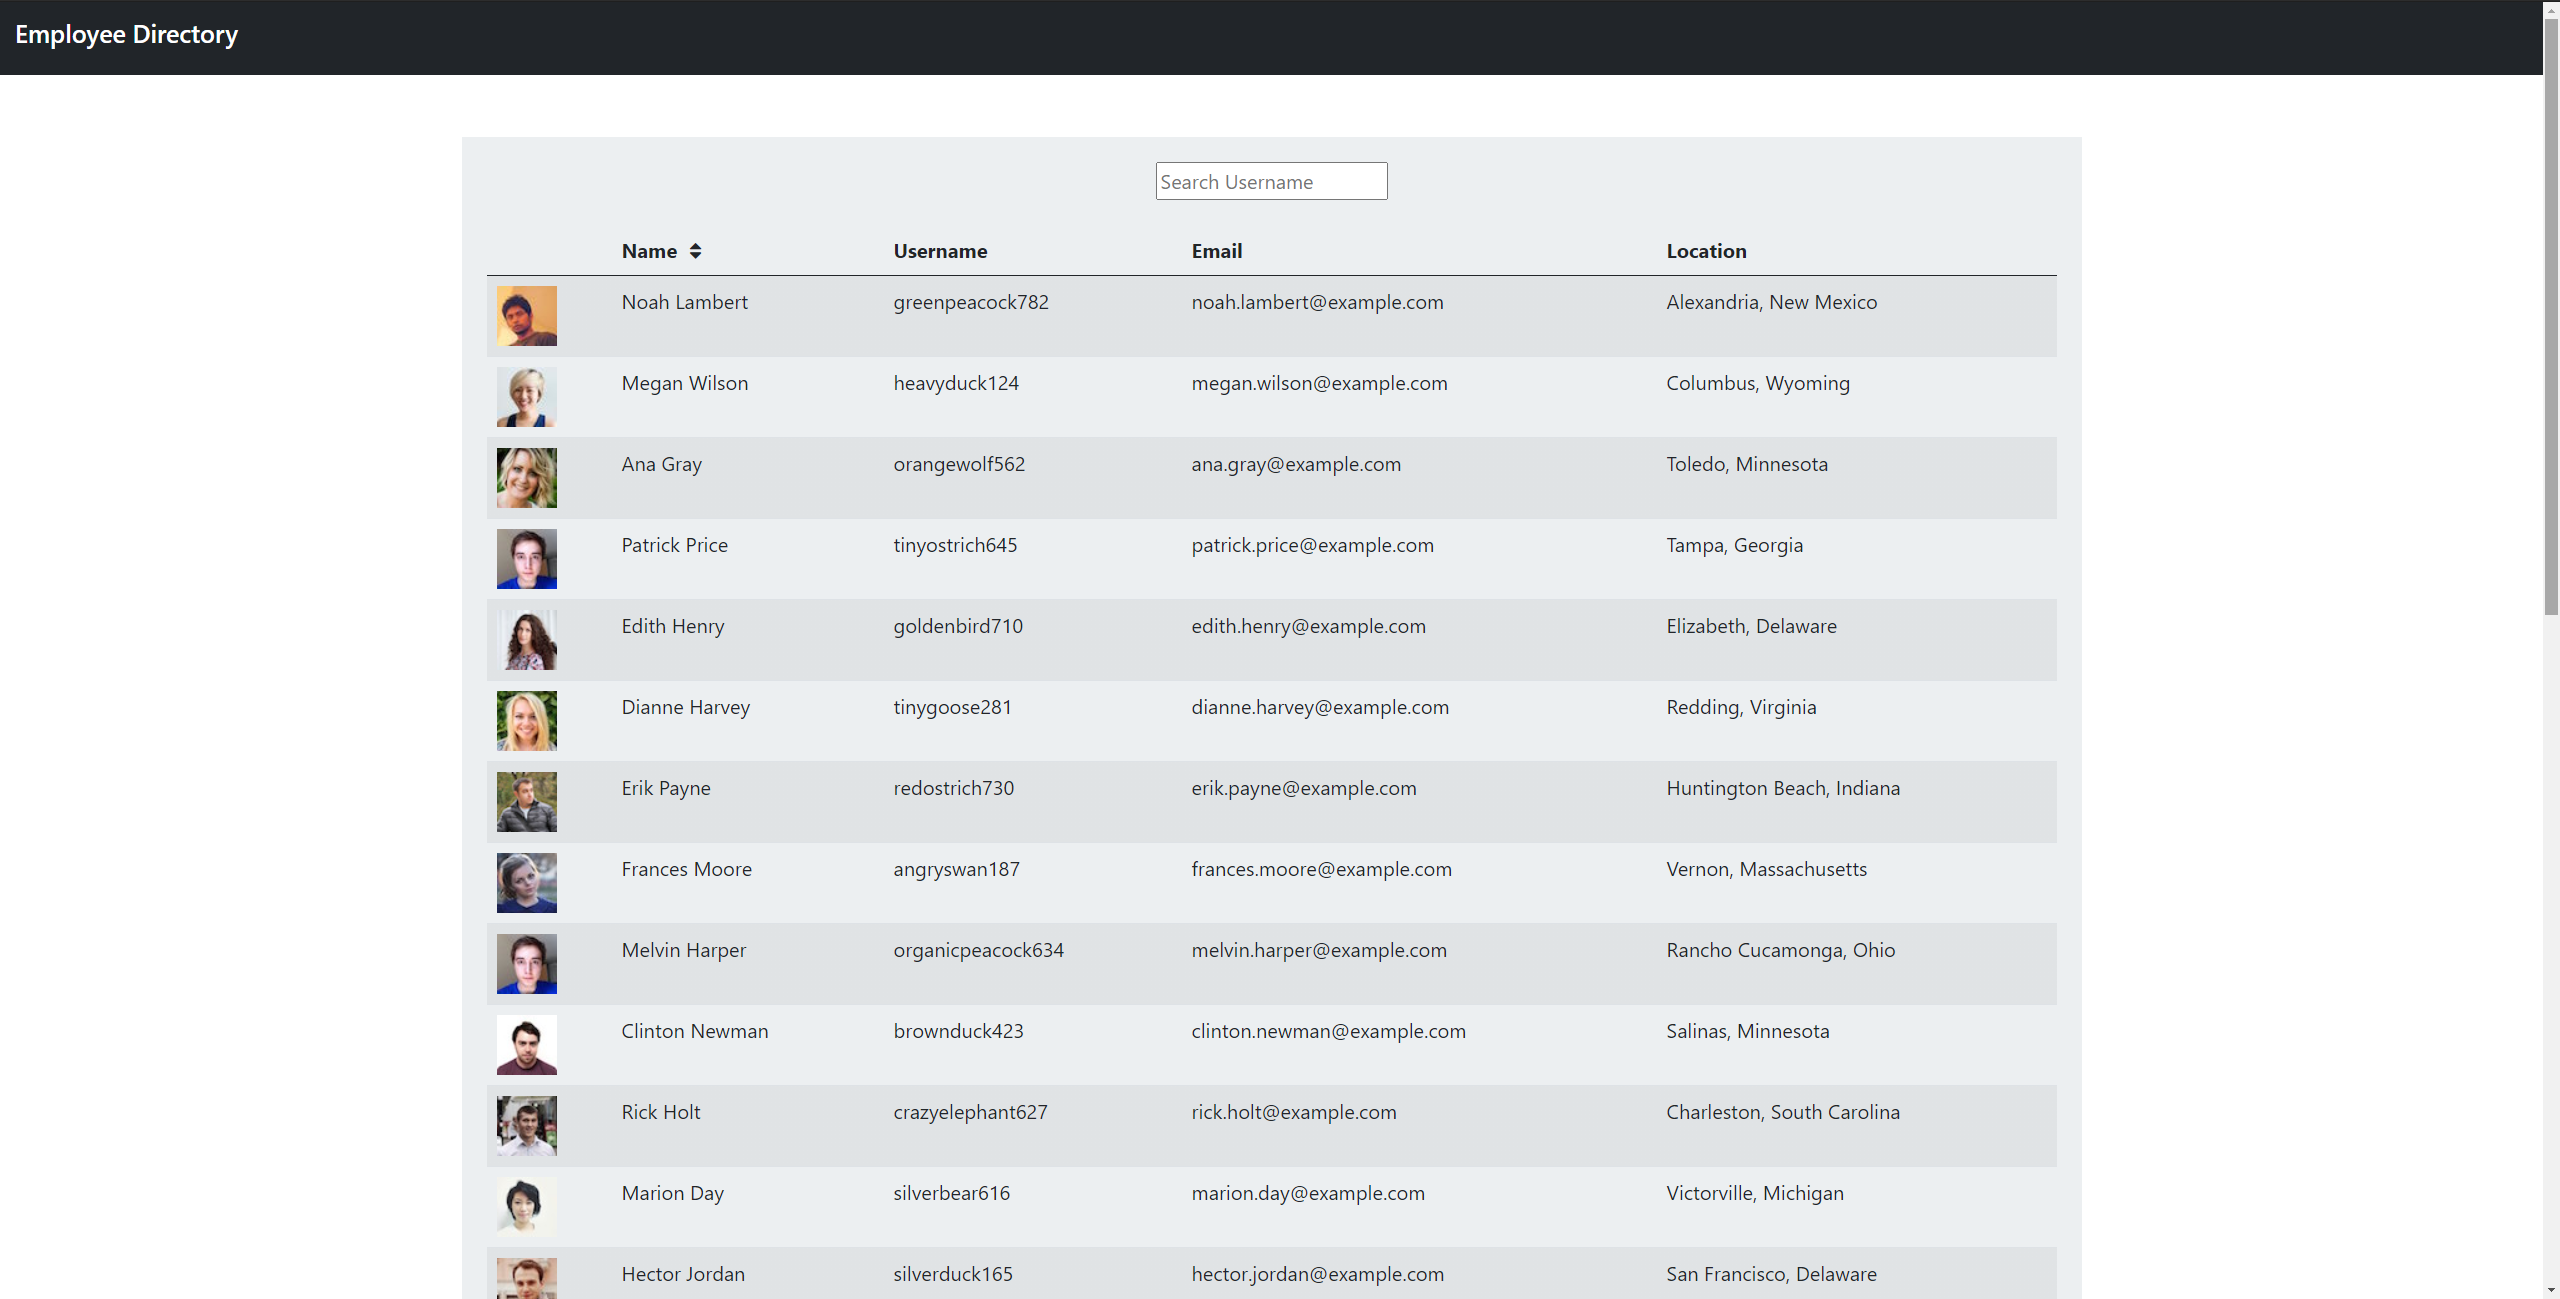 Employee Directory
Search Username
Name Username Email Location
Noah Lambert greenpeacock782 noah.lambert@example.com Alexandria, New Mexico
Megan Wilson heavyduck124 megan.wilson@example.com Columbus, Wyoming
Ana Gray orangewolf562 ana.gray@example.com Toledo, Minnesota
Patrick Price tinyostrich645 patrick.price@example.com Tampa, Georgia
Edith Henry goldenbird710 edith.henry@example.com Elizabeth, Delaware
Dianne Harvey tinygoose281 dianne.harvey@example.com Redding, Virginia
Erik Payne redostrich730 erik.payne@example.com Huntington Beach, Indiana
Frances Moore angryswan187 frances.moore@example.com Vernon, Massachusetts
Melvin Harper organicpeacock634 melvin.harper@example.com Rancho Cucamonga, Ohio
Clinton Newman brownduck423 clinton.newman@example.com Salinas, Minnesota
Rick Holt crazyelephant627 rick.holt@example.com Charleston, South Carolina
Marion Day silverbear616 marion.day@example.com Victorville, Michigan
Hector Jordan silverduck165 hector.jordan@example.com San Francisco, Delaware